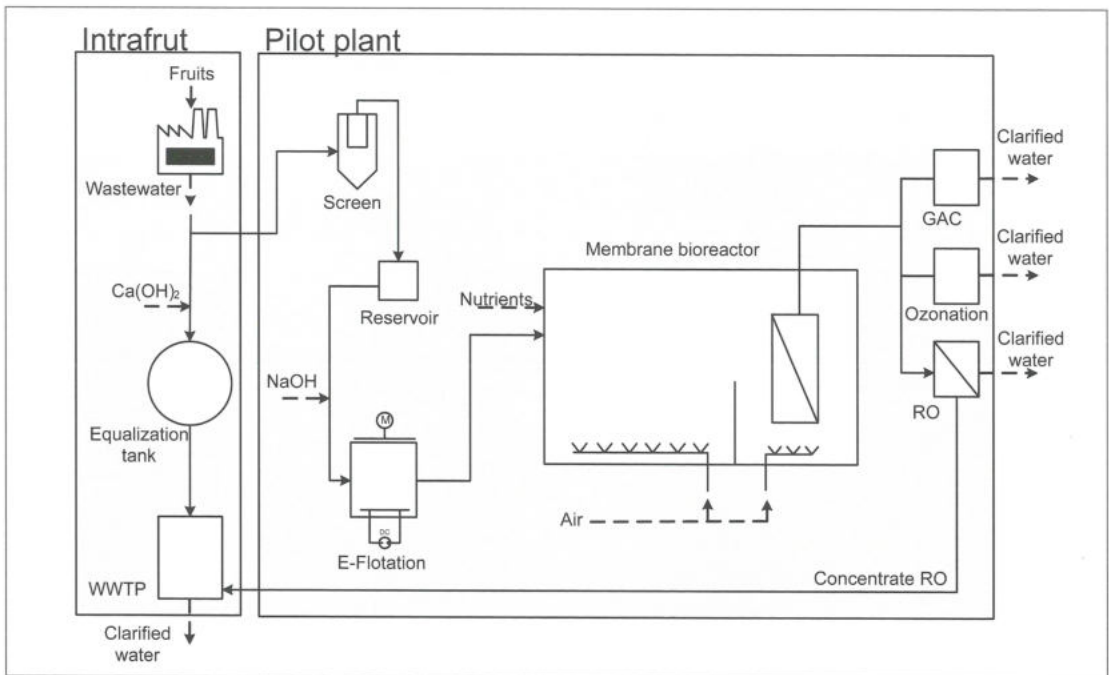 Intrafrut
Pilot plant
Fruits
Wastewater
Ca(OH)₂
Equalization
tank
WWTP
Clarified
water
Screen
Reservoir
NaOH
M
DC
E-Flotation
Nutrients
Membrane bioreactor
Air
GAC
Clarified
water
Ozonation
Clarified
water
RO
Clarified
water
Concentrate RO